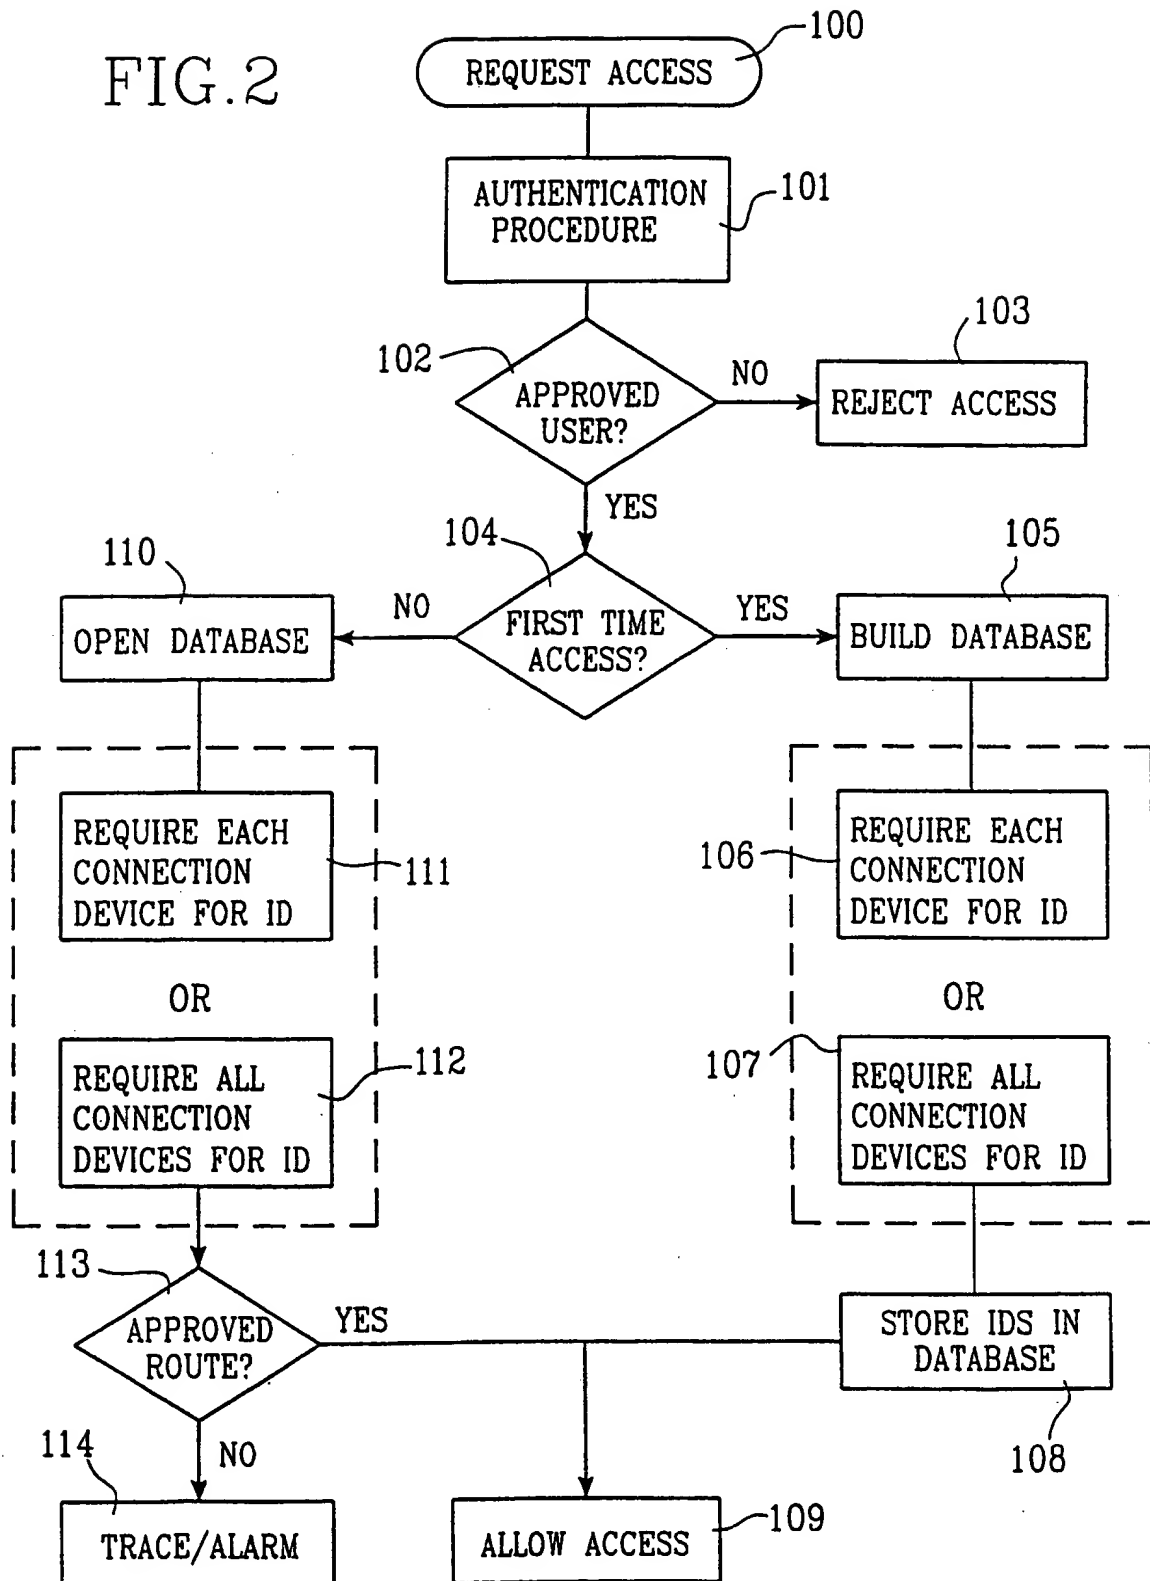 FIG.2
100
REQUEST ACCESS
AUTHENTICATION
PROCEDURE
101
102
APPROVED
USER?
NO
103
REJECT ACCESS
YES
104
FIRST TIME
ACCESS?
NO
YES
110
OPEN DATABASE
105
BUILD DATABASE
REQUIRE EACH
CONNECTION
DEVICE FOR ID
111
OR
REQUIRE ALL
CONNECTION
DEVICES FOR ID
112
106
REQUIRE EACH
CONNECTION
DEVICE FOR ID
OR
107
REQUIRE ALL
CONNECTION
DEVICES FOR ID
113
APPROVED
ROUTE?
YES
STORE IDS IN
DATABASE
108
NO
114
TRACE/ALARM
ALLOW ACCESS
109